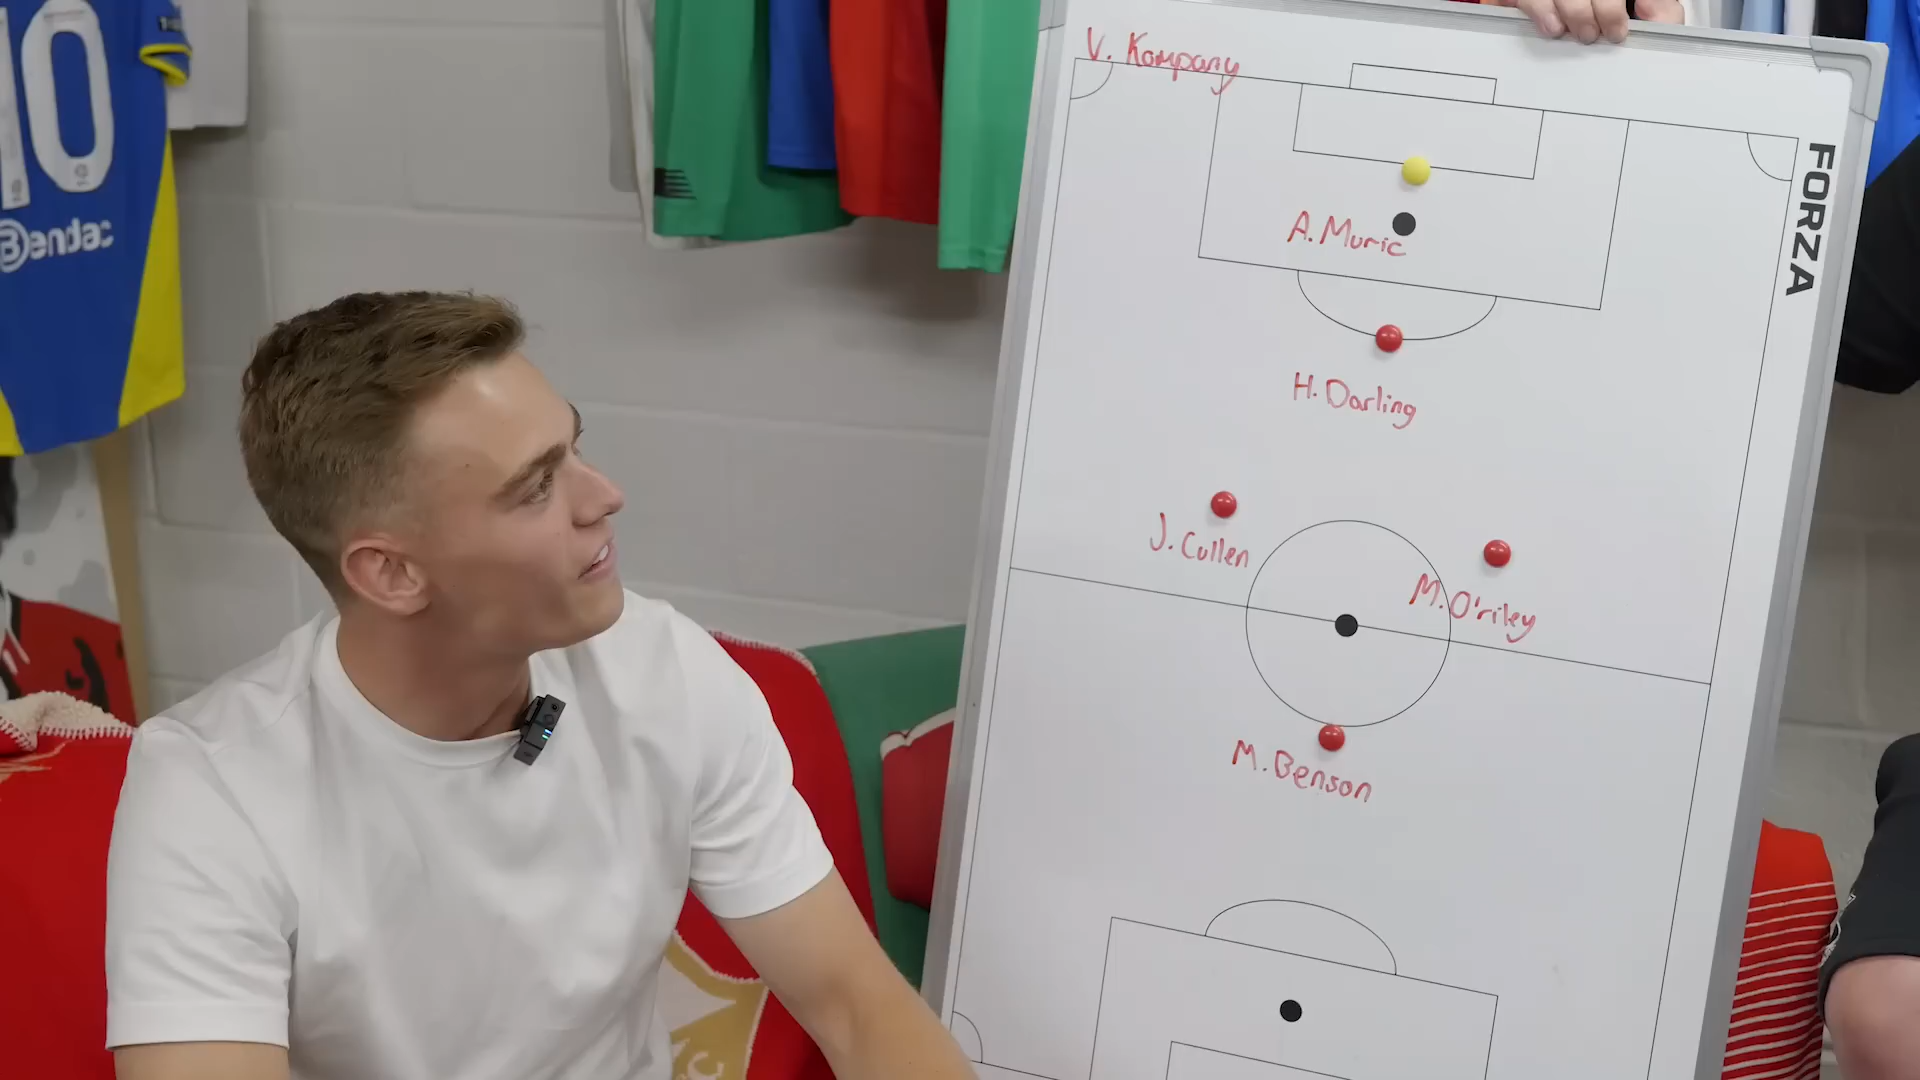 10
Bendac
V. Kompany
FORZA
A. Muric
H. Darling
J. Cullen
M. O'riley
M. Benson